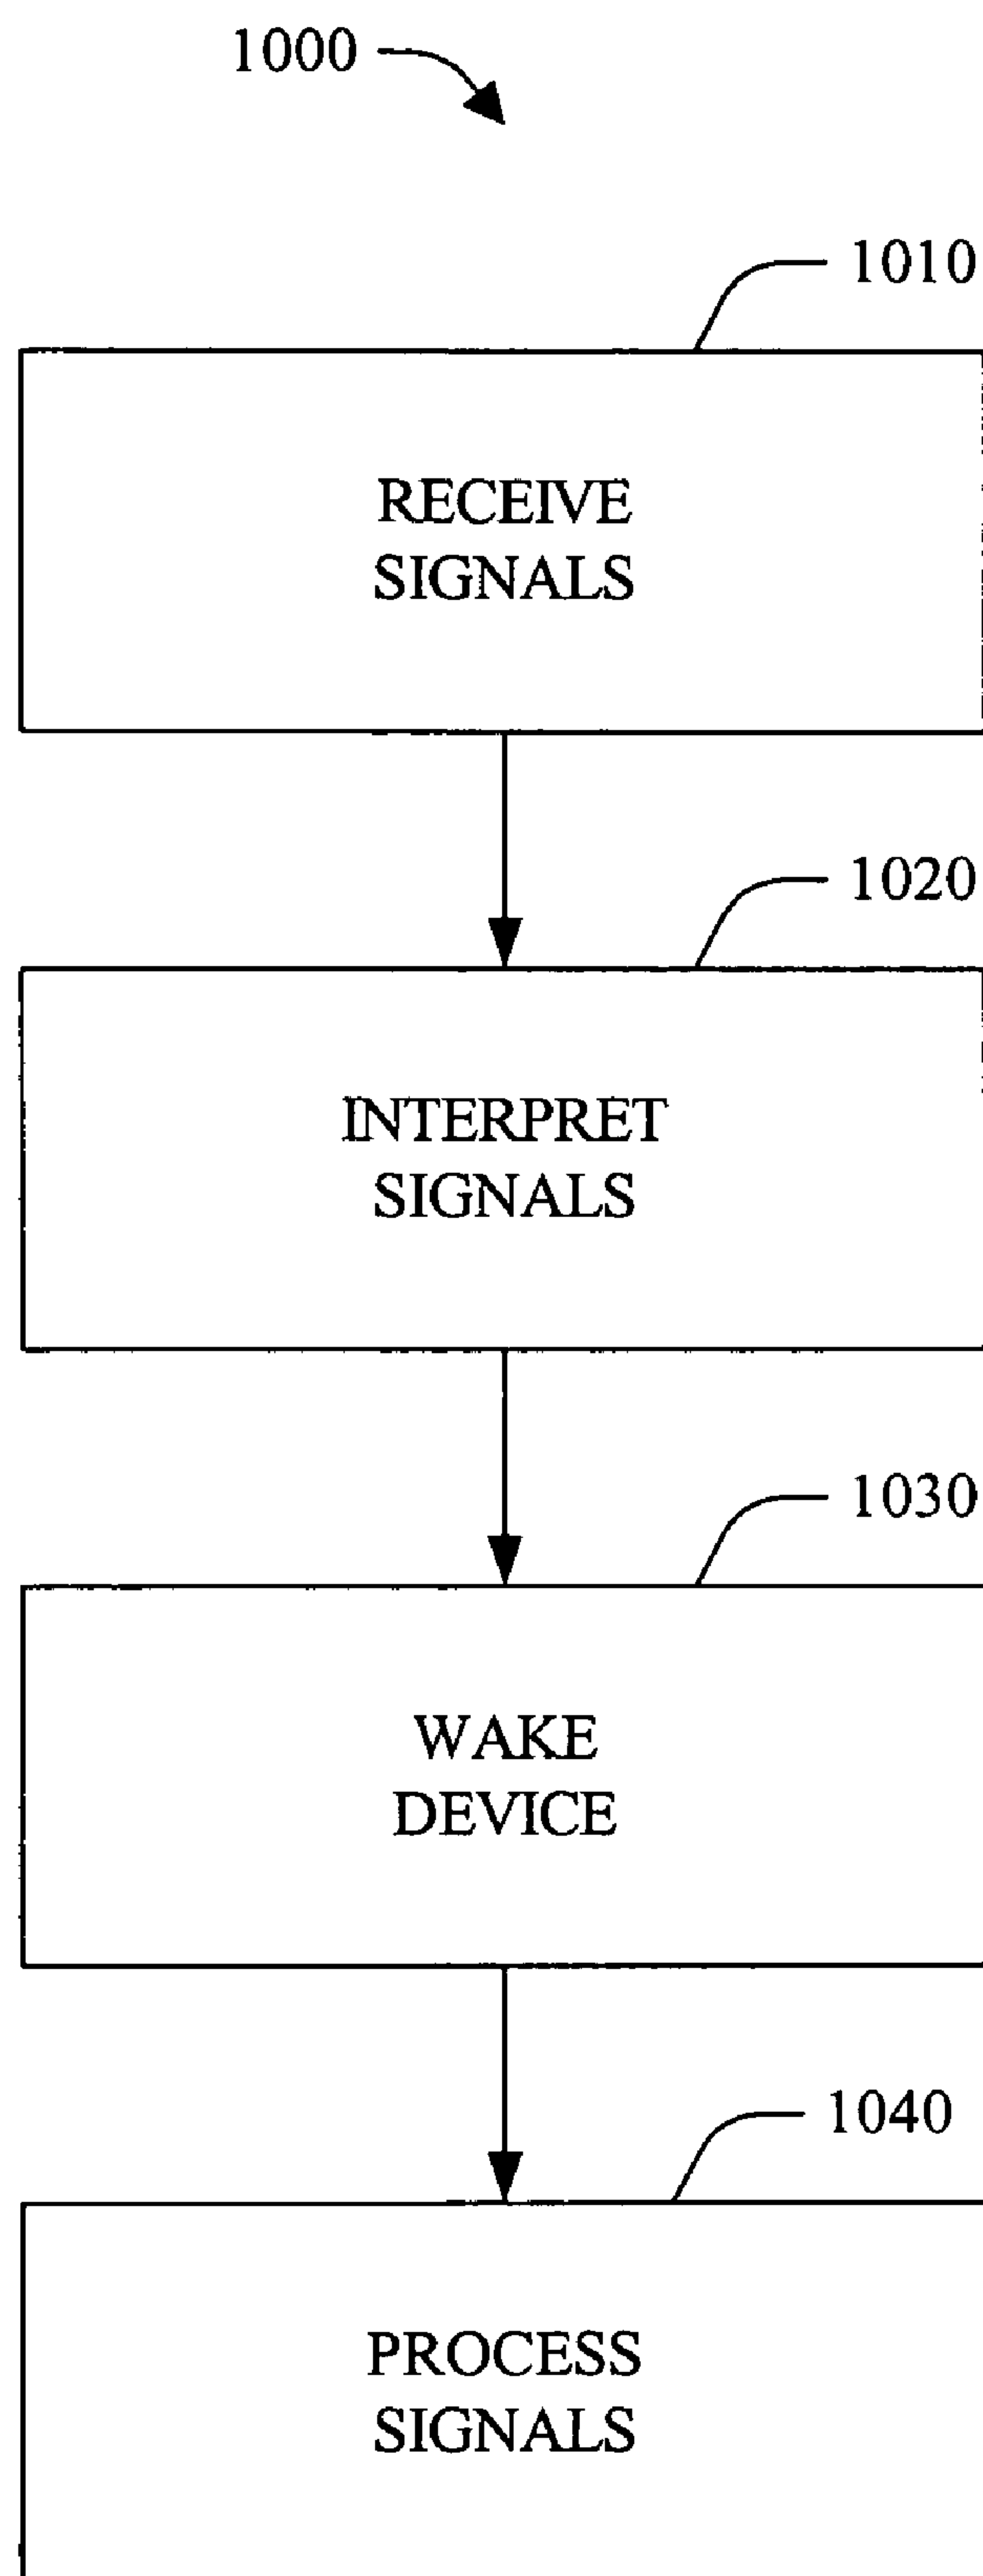 1000
1010
RECEIVE
SIGNALS
1020
INTERPRET
SIGNALS
1030
WAKE
DEVICE
1040
PROCESS
SIGNALS